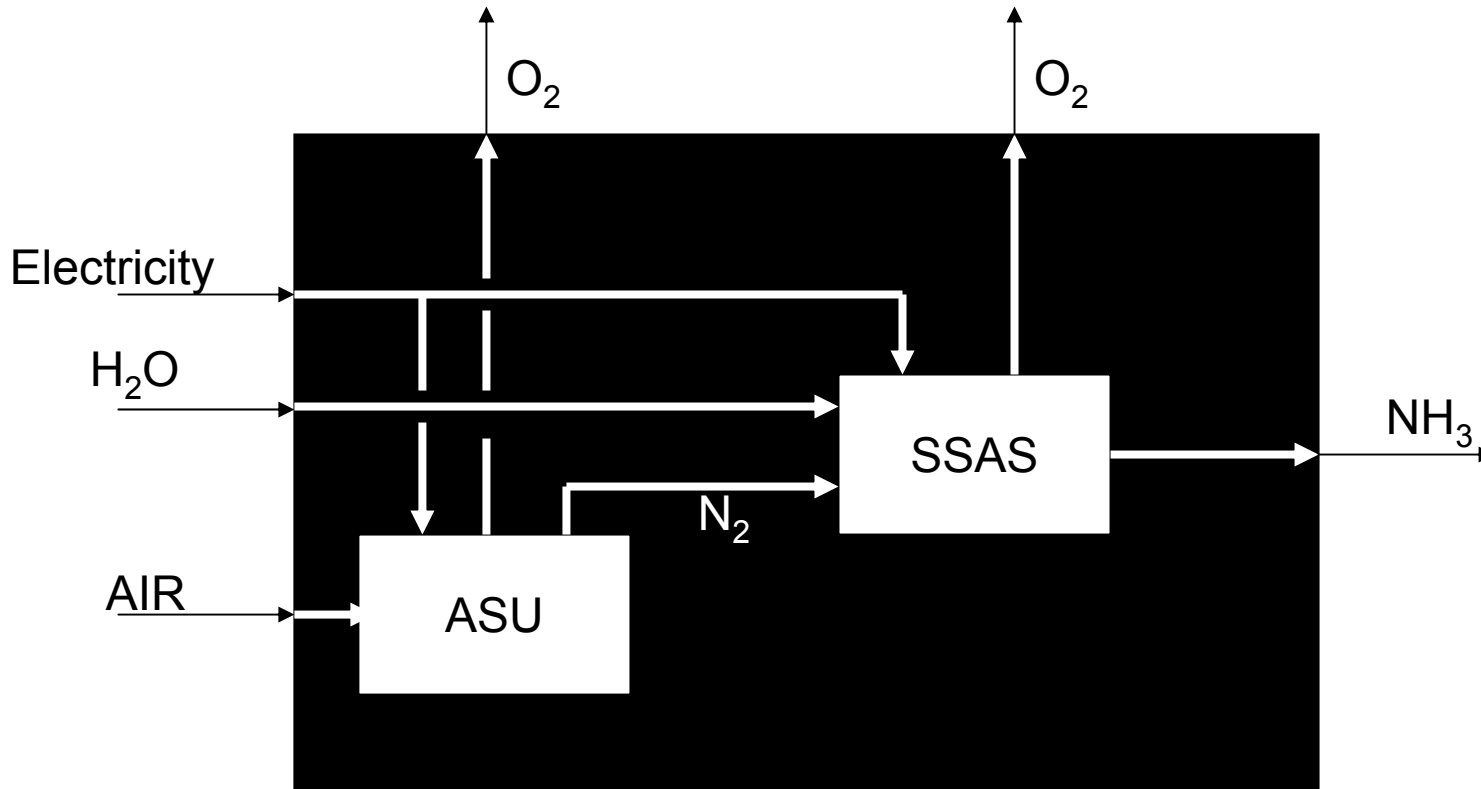 O₂
O₂
Electricity
H₂O
SSAS
NH₃
N₂
AIR
ASU